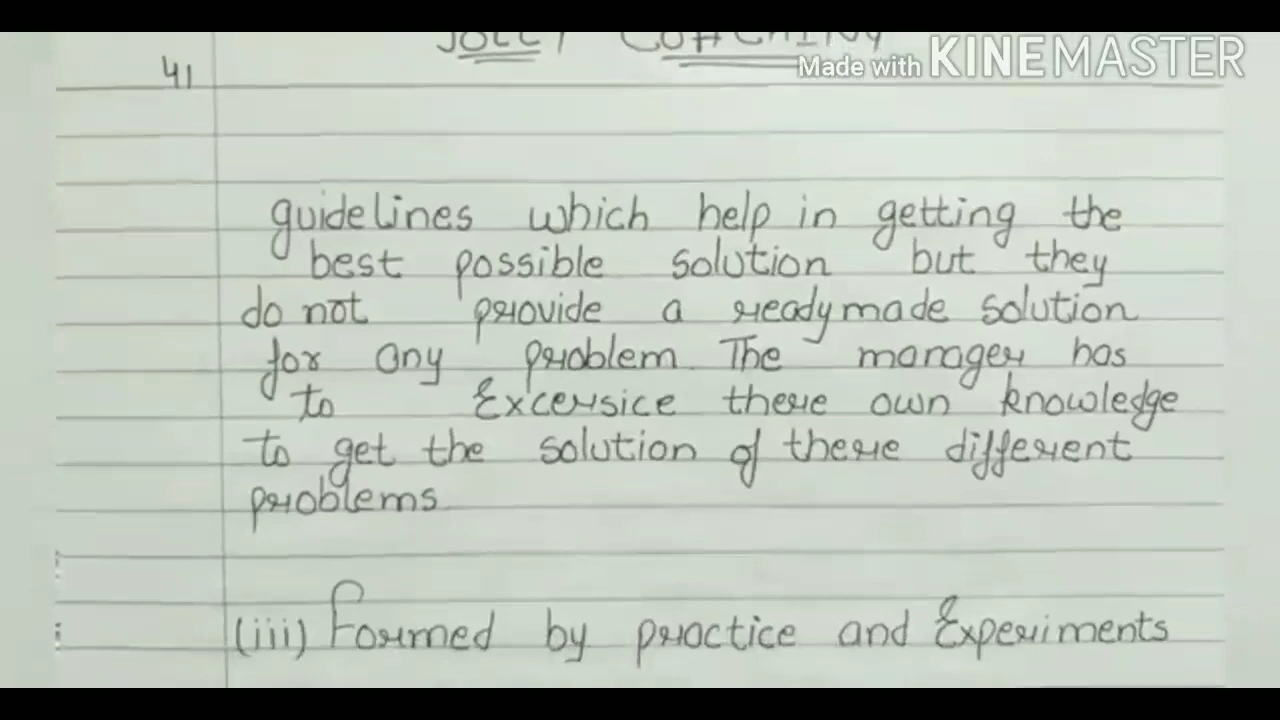 JOLLY COACHING
Made with KINEMASTER
41
guidelines which help in getting the
best possible solution but they
do not provide a readymade solution
for any problem. The manager has
to Excersice there own knowledge
to get the solution of there different
problems
(iii) Formed by practice and Experiments